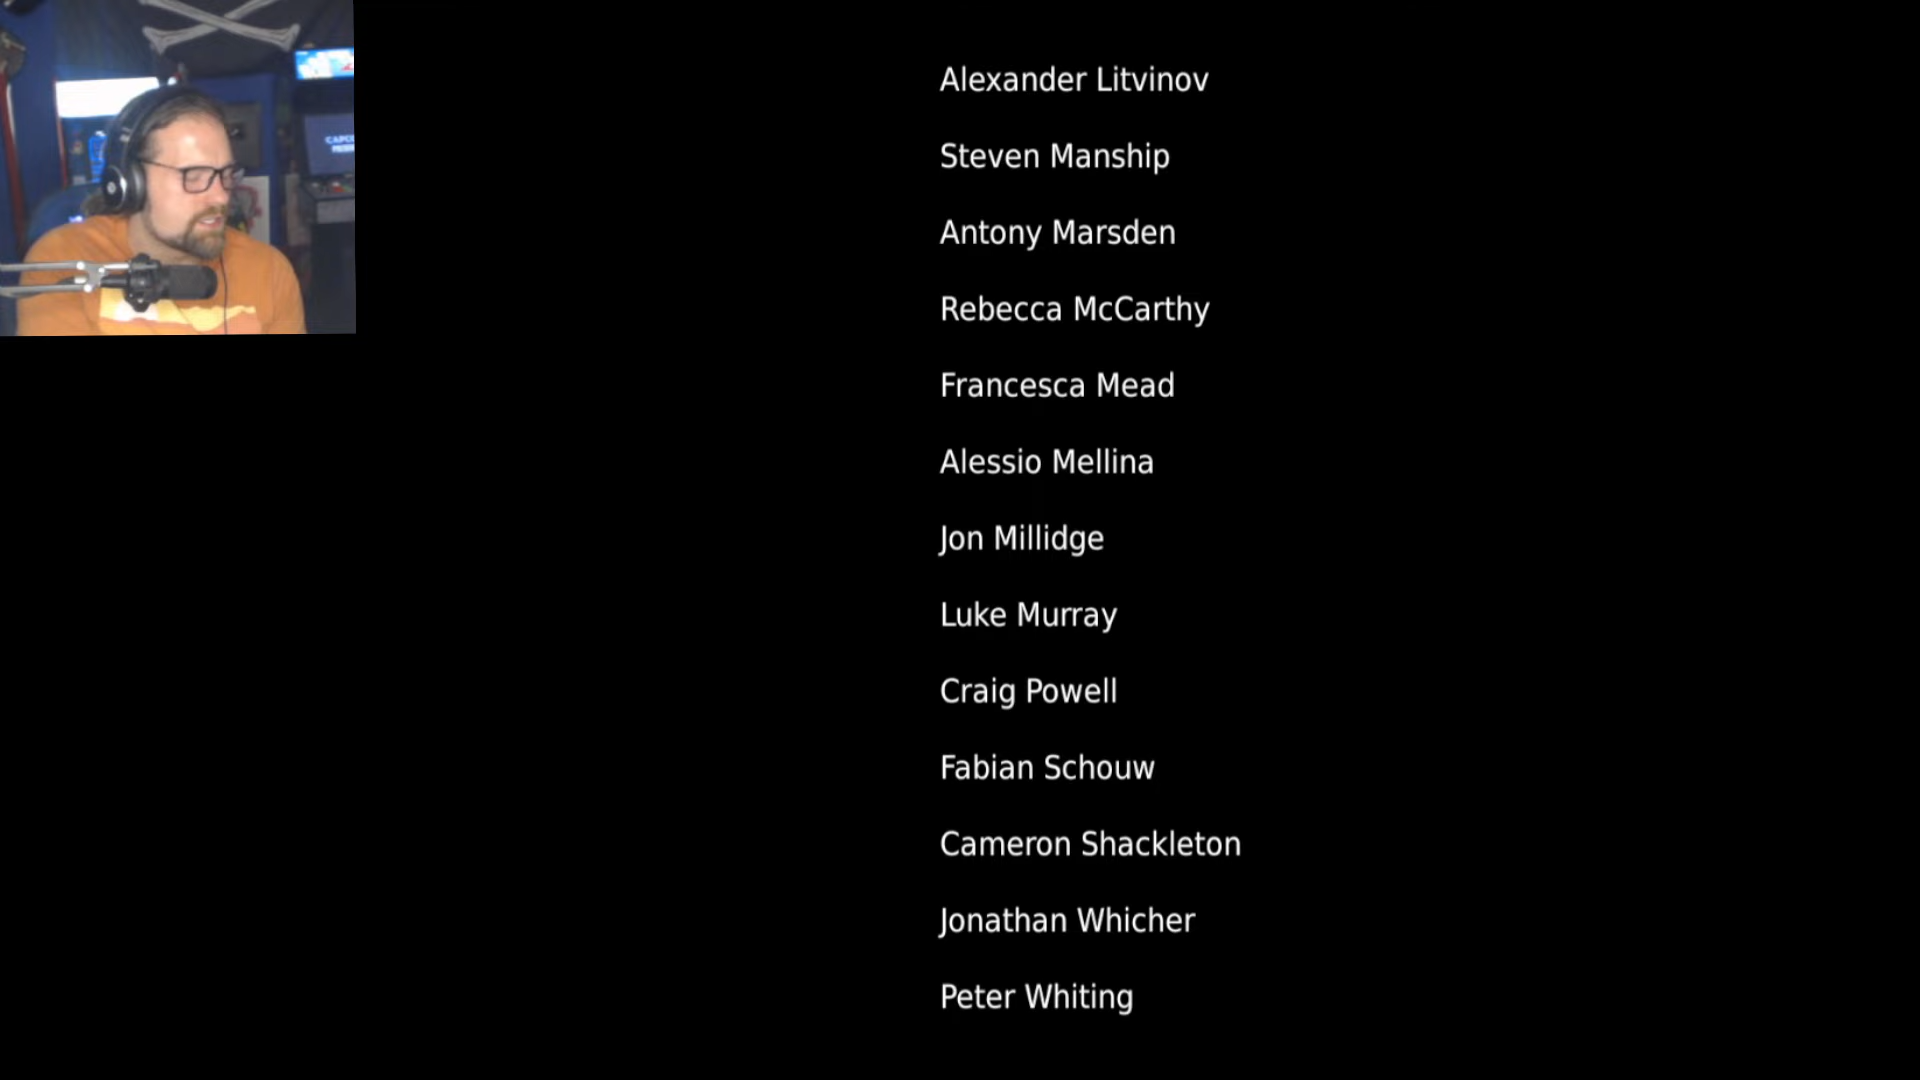 Alexander Litvinov
Steven Manship
Antony Marsden
Rebecca McCarthy
Francesca Mead
Alessio Mellina
Jon Millidge
Luke Murray
Craig Powell
Fabian Schouw
Cameron Shackleton
Jonathan Whicher
Peter Whiting